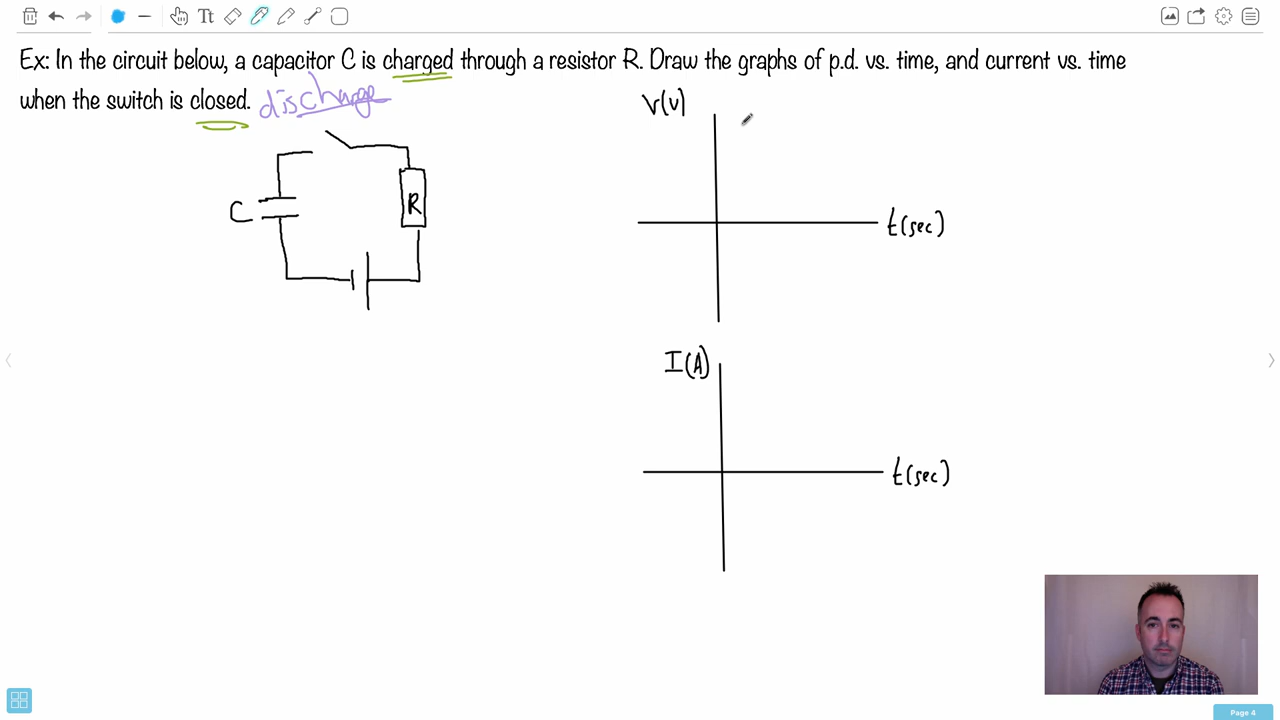 Tt
Ex: In the circuit below, a capacitor C is charged through a resistor R. Draw the graphs of p.d. vs. time, and current vs. time
when the switch is closed. discharge
V(v)
t(sec)
C
R
I(A)
t(sec)
Page 4